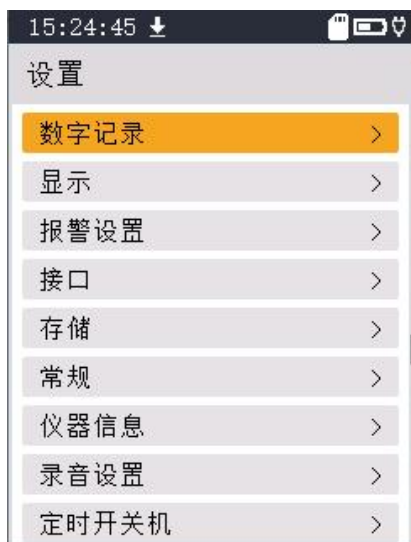 15:24:45
设置
数字记录
显示
报警设置
接口
存储
常规
仪器信息
录音设置
定时开关机